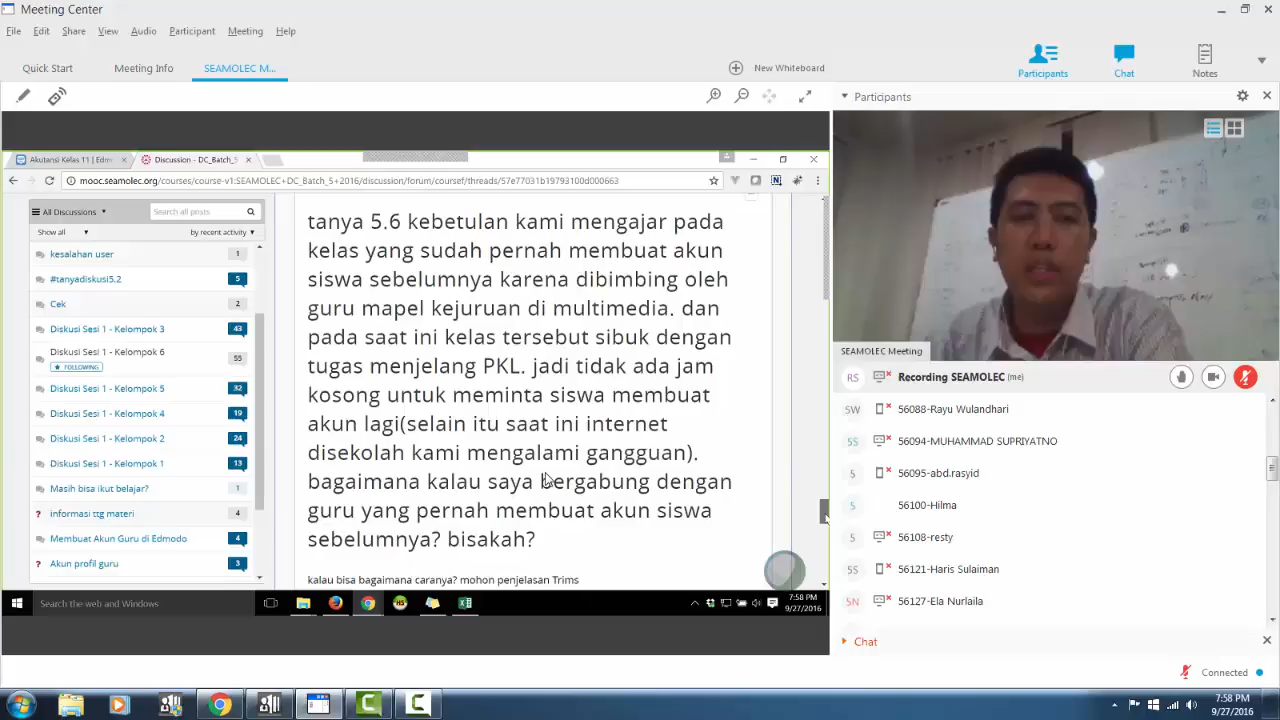 Meeting Center
File Edit Share View Audio Participant Meeting Help
Quick Start Meeting Info SEAMOLEC M...
New Whiteboard
Participants Chat Notes
Participants
Akutansi Kelas 11 | Edm
Discussion - DC_Batch_5
mooc.seamolec.org/courses/course-v1:SEAMOLEC+DC_Batch_5+2016/discussion/forum/coursef/threads/57e77031b19793100d000663
All Discussions
Search all posts
Show all
by recent activity
kesalahan user 1
#tanyadiskusi5.2 5
Cek 2
Diskusi Sesi 1 - Kelompok 3 43
Diskusi Sesi 1 - Kelompok 6 55
FOLLOWING
Diskusi Sesi 1 - Kelompok 5 32
Diskusi Sesi 1 - Kelompok 4 19
Diskusi Sesi 1 - Kelompok 2 24
Diskusi Sesi 1 - Kelompok 1 13
Masih bisa ikut belajar? 1
? informasi ttg materi 4
Membuat Akun Guru di Edmodo 4
? Akun profil guru 3
tanya 5.6 kebetulan kami mengajar pada
kelas yang sudah pernah membuat akun
siswa sebelumnya karena dibimbing oleh
guru mapel kejuruan di multimedia. dan
pada saat ini kelas tersebut sibuk dengan
tugas menjelang PKL. jadi tidak ada jam
kosong untuk meminta siswa membuat
akun lagi(selain itu saat ini internet
disekolah kami mengalami gangguan).
bagaimana kalau saya bergabung dengan
guru yang pernah membuat akun siswa
sebelumnya? bisakah?
kalau bisa bagaimana caranya? mohon penjelasan Trims
Search the web and Windows
7:58 PM
9/27/2016
SEAMOLEC Meeting
RS Recording SEAMOLEC (me)
SW 56088-Rayu Wulandhari
5S 56094-MUHAMMAD SUPRIYATNO
5 56095-abd.rasyid
5 56100-Hilma
5 56108-resty
5S 56121-Haris Sulaiman
5N 56127-Ela Nurlaila
Chat
Connected
7:58 PM
9/27/2016